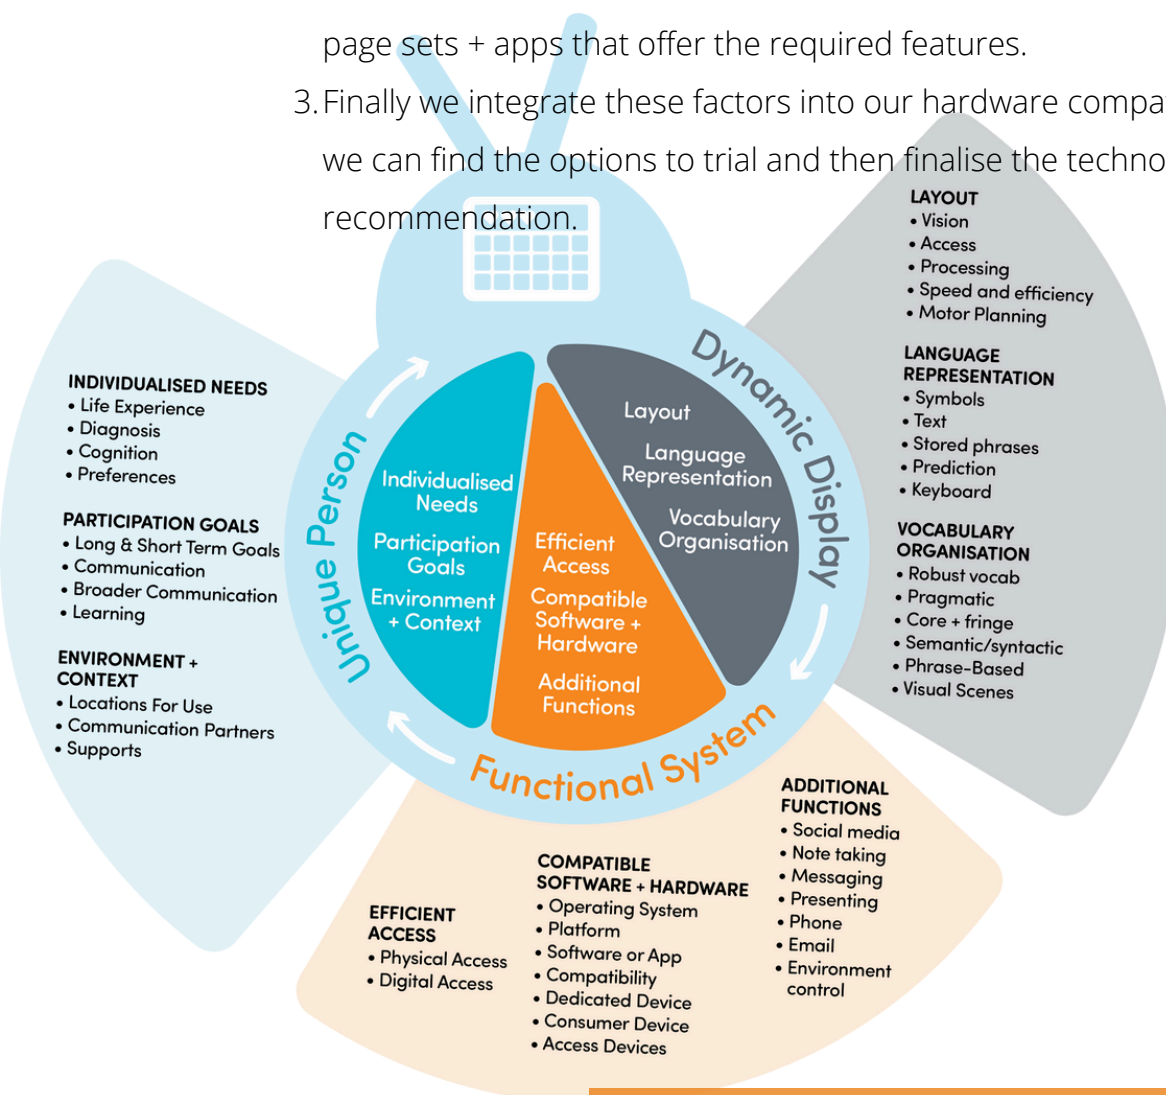 page sets + apps that offer the required features.
3. Finally we integrate these factors into our hardware compa
we can find the options to trial and then finalise the techno
recommendation.
LAYOUT
• Vision
• Access
• Processing
• Speed and efficiency
• Motor Planning
LANGUAGE
REPRESENTATION
• Symbols
• Text
• Stored phrases
• Prediction
• Keyboard
VOCABULARY
ORGANISATION
• Robust vocab
• Pragmatic
• Core + fringe
• Semantic/syntactic
• Phrase-Based
• Visual Scenes
INDIVIDUALISED NEEDS
• Life Experience
• Diagnosis
• Cognition
• Preferences
PARTICIPATION GOALS
• Long & Short Term Goals
• Communication
• Broader Communication
• Learning
ENVIRONMENT +
CONTEXT
• Locations For Use
• Communication Partners
• Supports
Unique Person
Dynamic Display
Functional System
Individualised
Needs
Participation
Goals
Environment
+ Context
Efficient
Access
Compatible
Software +
Hardware
Additional
Functions
Layout
Language
Representation
Vocabulary
Organisation
EFFICIENT
ACCESS
• Physical Access
• Digital Access
COMPATIBLE
SOFTWARE + HARDWARE
• Operating System
• Platform
• Software or App
• Compatibility
• Dedicated Device
• Consumer Device
• Access Devices
ADDITIONAL
FUNCTIONS
• Social media
• Note taking
• Messaging
• Presenting
• Phone
• Email
• Environment
control